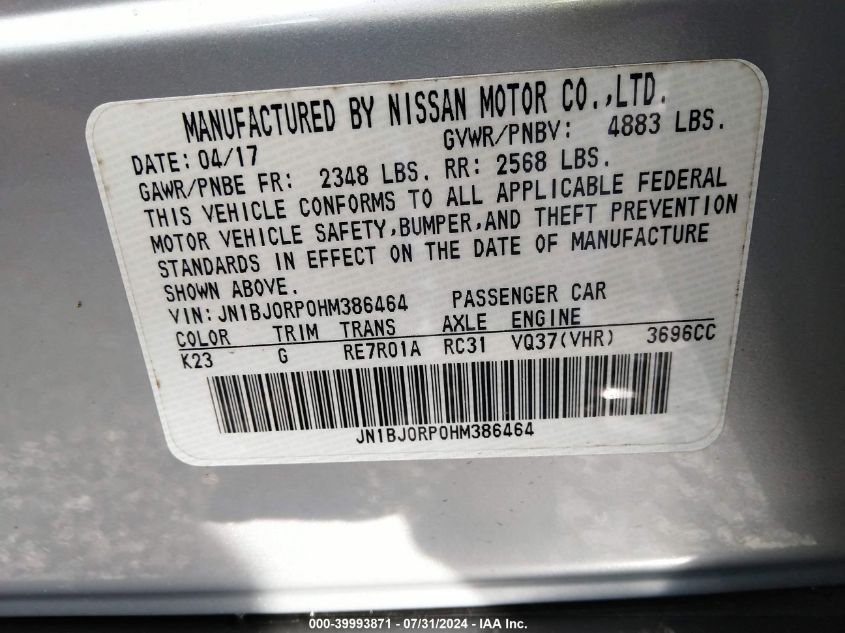 MANUFACTURED BY NISSAN MOTOR CO.,LTD.
DATE: 04/17 GVWR/PNBV: 4883 LBS.
GAWR/PNBE FR: 2348 LBS. RR: 2568 LBS.
THIS VEHICLE CONFORMS TO ALL APPLICABLE FEDERAL
MOTOR VEHICLE SAFETY,BUMPER,AND THEFT PREVENTION
STANDARDS IN EFFECT ON THE DATE OF MANUFACTURE
SHOWN ABOVE.
VIN: JN1BJ0RP0HM386464 PASSENGER CAR
COLOR TRIM TRANS AXLE ENGINE
K23 G RE7R01A RC31 VQ37(VHR) 3696CC
JN1BJ0RP0HM386464
000-39993871 - 07/31/2024 - IAA Inc.